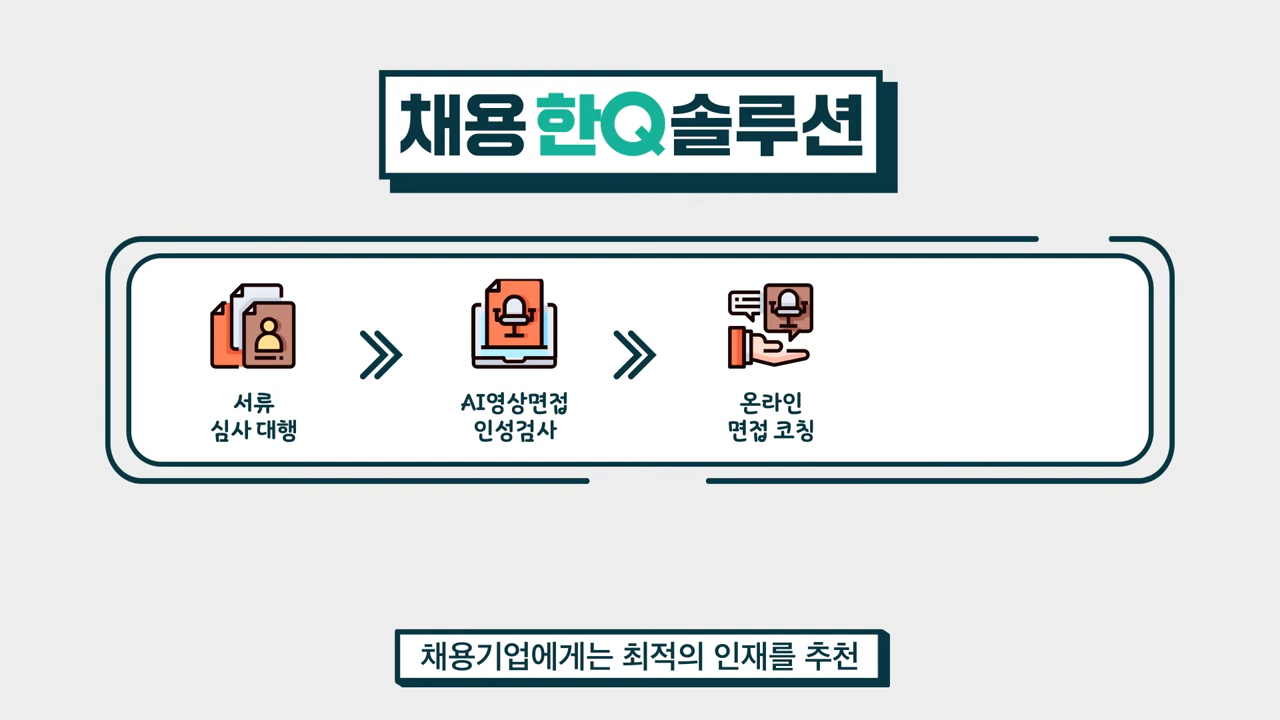 채용 한Q솔루션
서류
심사 대행
AI영상면접
인성검사
온라인
면접 코칭
채용기업에게는 최적의 인재를 추천